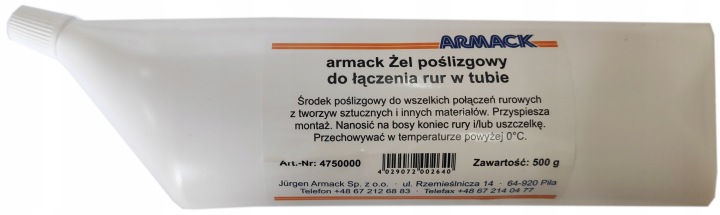 ARMACK
armack Żel poślizgowy
do łączenia rur w tubie
Środek poślizgowy do wszelkich połączeń rurowych
z tworzyw sztucznych i innych materiałów. Przyspiesza
montaż. Nanosić na bosy koniec rury i/lub uszczelkę.
Przechowywać w temperaturze powyżej 0°C.
Art.-Nr: 4750000
4 029072 002640
Zawartość: 500 g
Jürgen Armack Sp. z o.o. · ul. Rzemieślnicza 14 · 64-920 Piła
Telefon +48 67 212 68 83 · Telefax +48 67 214 04 77